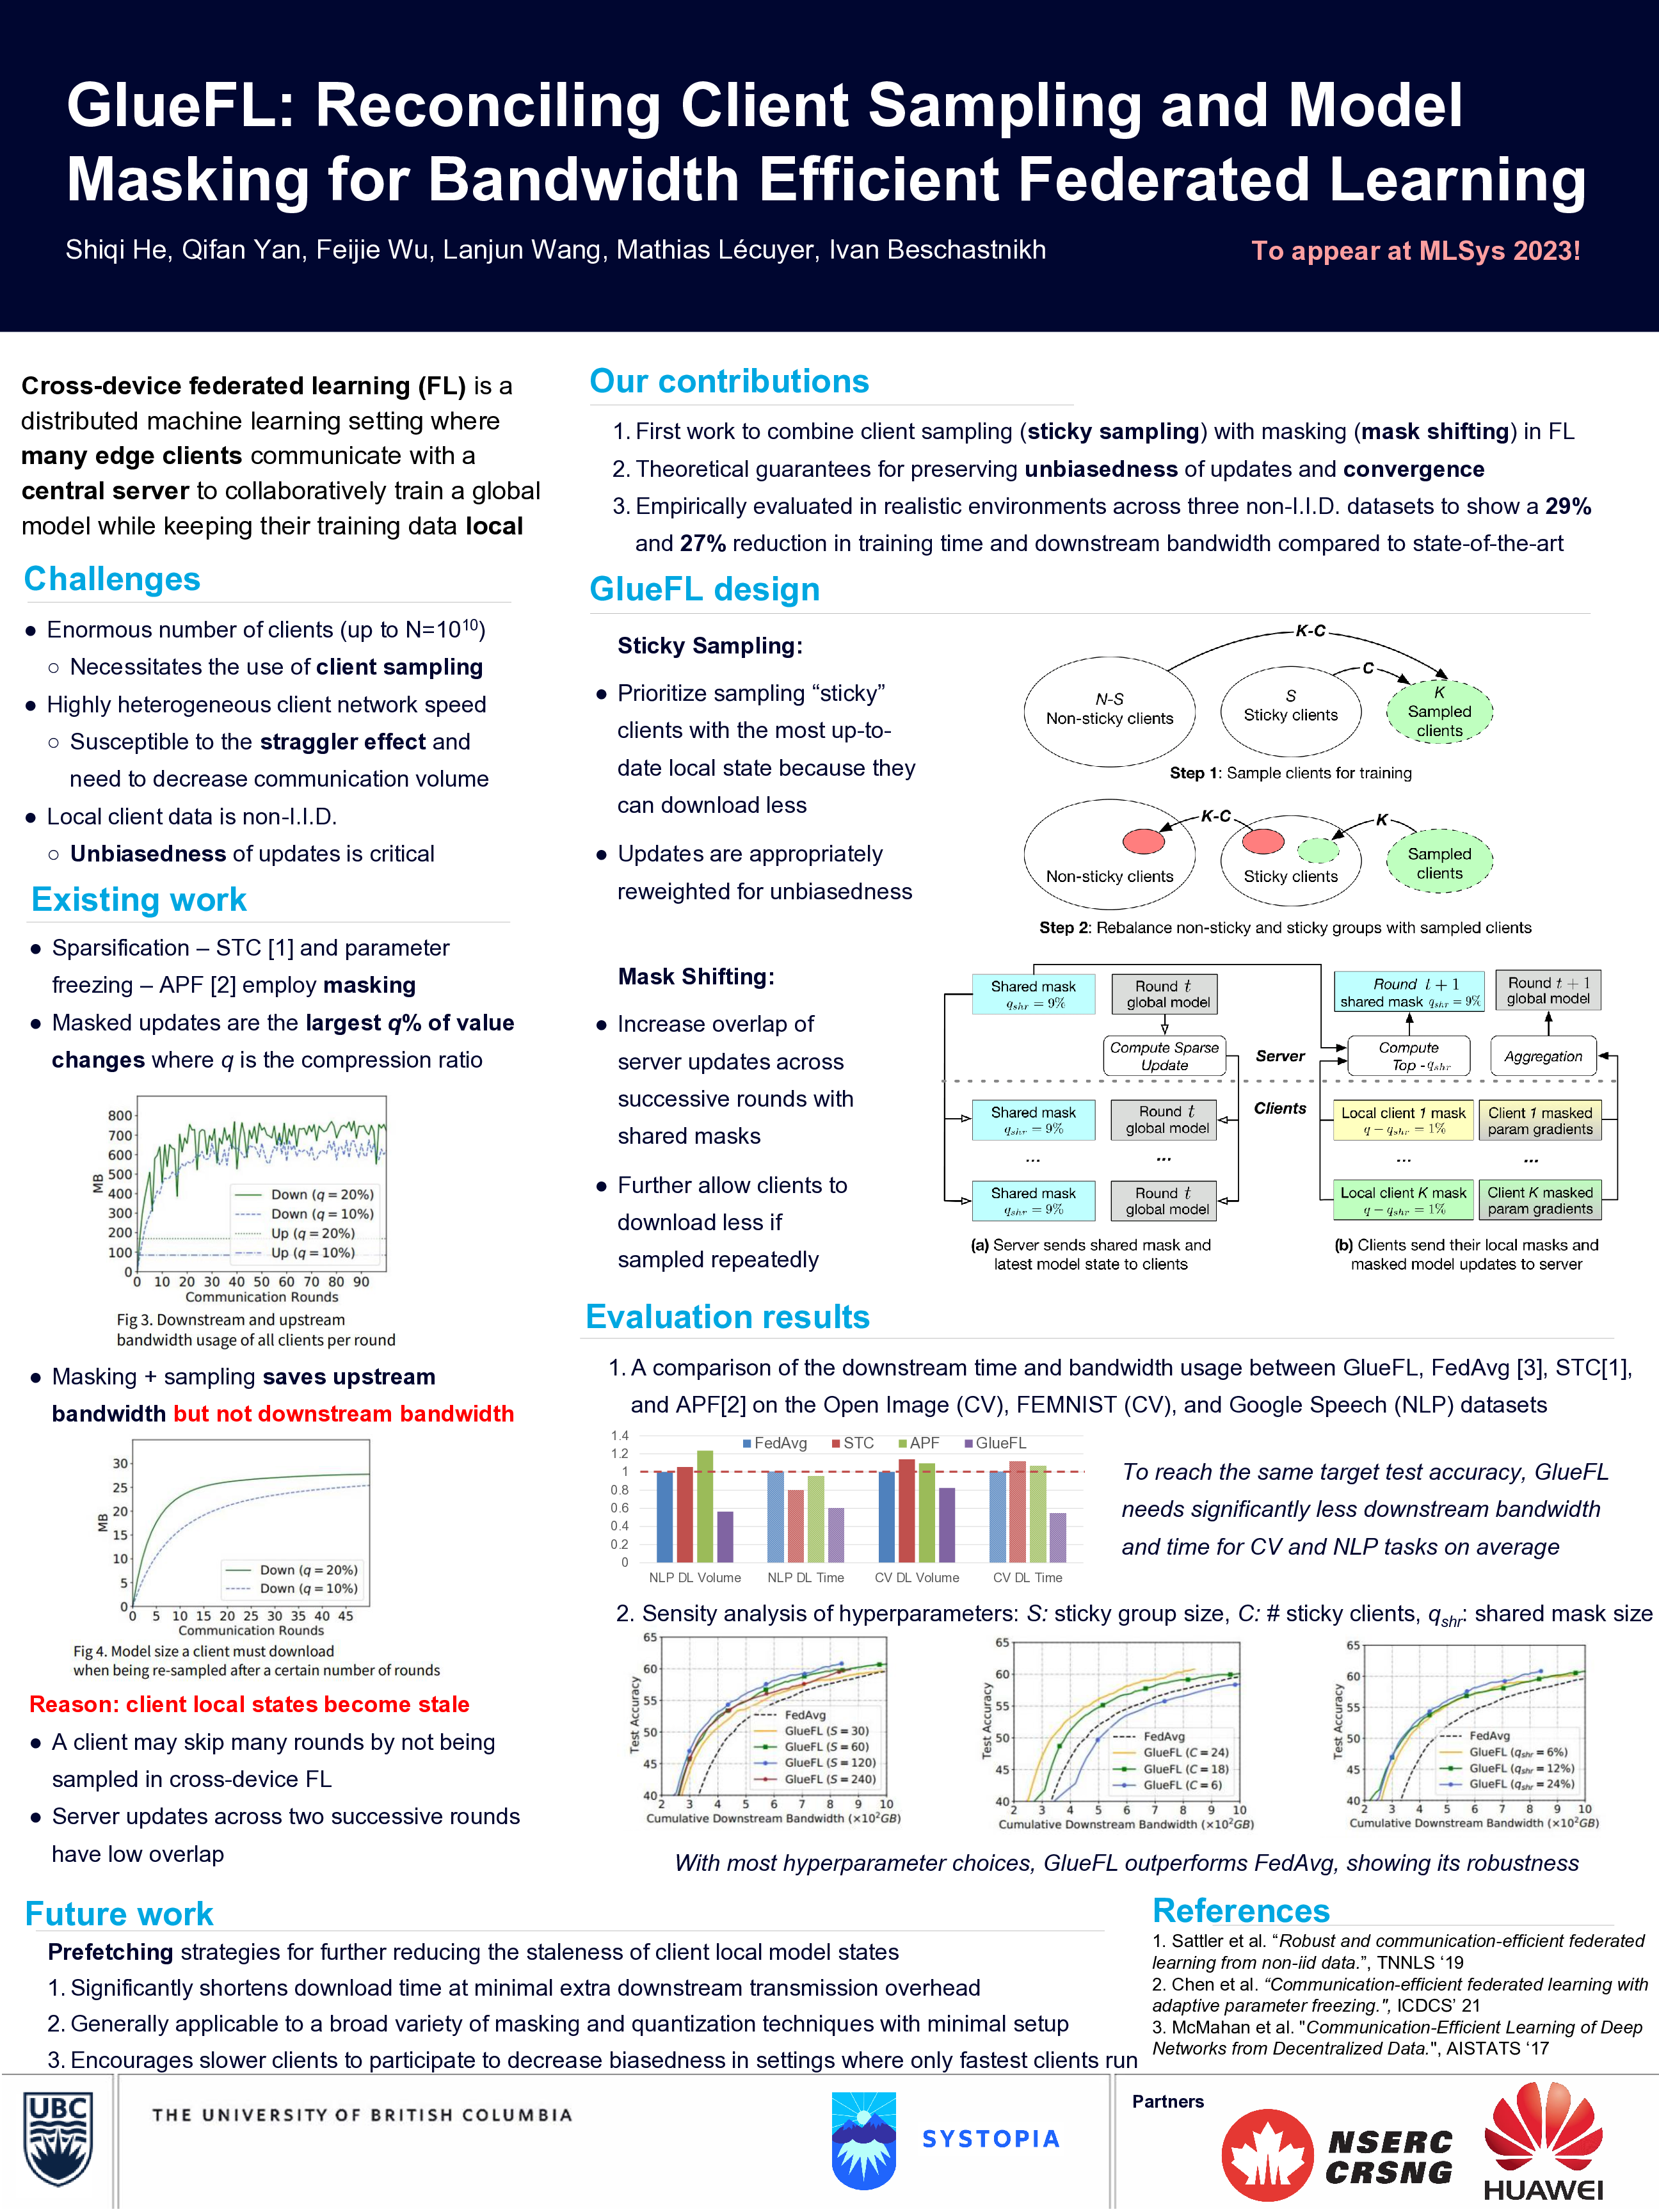 GlueFL: Reconciling Client Sampling and Model
Masking for Bandwidth Efficient Federated Learning
Shiqi He, Qifan Yan, Feijie Wu, Lanjun Wang, Mathias Lécuyer, Ivan Beschastnikh
To appear at MLSys 2023!
Cross-device federated learning (FL) is a
distributed machine learning setting where
many edge clients communicate with a
central server to collaboratively train a global
model while keeping their training data local
Challenges
● Enormous number of clients (up to N=10¹⁰)
○ Necessitates the use of client sampling
● Highly heterogeneous client network speed
○ Susceptible to the straggler effect and
need to decrease communication volume
● Local client data is non-I.I.D.
○ Unbiasedness of updates is critical
Existing work
● Sparsification – STC [1] and parameter
freezing – APF [2] employ masking
● Masked updates are the largest q% of value
changes where q is the compression ratio
800
700
600
500
400
300
200
100
0
MB
Down (q = 20%)
Down (q = 10%)
Up (q = 20%)
Up (q = 10%)
0 10 20 30 40 50 60 70 80 90
Communication Rounds
Fig 3. Downstream and upstream
bandwidth usage of all clients per round
● Masking + sampling saves upstream
bandwidth but not downstream bandwidth
30
25
20
15
10
5
0
MB
Down (q = 20%)
Down (q = 10%)
0 5 10 15 20 25 30 35 40 45
Communication Rounds
Fig 4. Model size a client must download
when being re-sampled after a certain number of rounds
Reason: client local states become stale
● A client may skip many rounds by not being
sampled in cross-device FL
● Server updates across two successive rounds
have low overlap
Our contributions
1. First work to combine client sampling (sticky sampling) with masking (mask shifting) in FL
2. Theoretical guarantees for preserving unbiasedness of updates and convergence
3. Empirically evaluated in realistic environments across three non-I.I.D. datasets to show a 29%
and 27% reduction in training time and downstream bandwidth compared to state-of-the-art
GlueFL design
Sticky Sampling:
● Prioritize sampling “sticky”
clients with the most up-to-
date local state because they
can download less
● Updates are appropriately
reweighted for unbiasedness
K-C
C
N-S
Non-sticky clients
S
Sticky clients
K
Sampled
clients
Step 1: Sample clients for training
K-C
K
Non-sticky clients
Sticky clients
Sampled
clients
Step 2: Rebalance non-sticky and sticky groups with sampled clients
Mask Shifting:
● Increase overlap of
server updates across
successive rounds with
shared masks
● Further allow clients to
download less if
sampled repeatedly
Shared mask
q_shr = 9%
Round t
global model
Compute Sparse
Update
Server
Clients
Shared mask
q_shr = 9%
Round t
global model
... ...
Shared mask
q_shr = 9%
Round t
global model
(a) Server sends shared mask and
latest model state to clients
Round t + 1
shared mask q_shr = 9%
Round t + 1
global model
Compute
Top -q_shr
Aggregation
Local client 1 mask
q − q_shr = 1%
Client 1 masked
param gradients
... ...
Local client K mask
q − q_shr = 1%
Client K masked
param gradients
(b) Clients send their local masks and
masked model updates to server
Evaluation results
1. A comparison of the downstream time and bandwidth usage between GlueFL, FedAvg [3], STC[1],
and APF[2] on the Open Image (CV), FEMNIST (CV), and Google Speech (NLP) datasets
1.4
1.2
1
0.8
0.6
0.4
0.2
0
FedAvg STC APF GlueFL
NLP DL Volume NLP DL Time CV DL Volume CV DL Time
To reach the same target test accuracy, GlueFL
needs significantly less downstream bandwidth
and time for CV and NLP tasks on average
2. Sensity analysis of hyperparameters: S: sticky group size, C: # sticky clients, q_shr: shared mask size
65
60
55
50
45
40
Test Accuracy
FedAvg
GlueFL (S = 30)
GlueFL (S = 60)
GlueFL (S = 120)
GlueFL (S = 240)
2 3 4 5 6 7 8 9 10
Cumulative Downstream Bandwidth (×10²GB)
65
60
55
50
45
40
Test Accuracy
FedAvg
GlueFL (C = 24)
GlueFL (C = 18)
GlueFL (C = 6)
2 3 4 5 6 7 8 9 10
Cumulative Downstream Bandwidth (×10²GB)
65
60
55
50
45
40
Test Accuracy
FedAvg
GlueFL (q_shr = 6%)
GlueFL (q_shr = 12%)
GlueFL (q_shr = 24%)
2 3 4 5 6 7 8 9 10
Cumulative Downstream Bandwidth (×10²GB)
With most hyperparameter choices, GlueFL outperforms FedAvg, showing its robustness
Future work
Prefetching strategies for further reducing the staleness of client local model states
1. Significantly shortens download time at minimal extra downstream transmission overhead
2. Generally applicable to a broad variety of masking and quantization techniques with minimal setup
3. Encourages slower clients to participate to decrease biasedness in settings where only fastest clients run
References
1. Sattler et al. “Robust and communication-efficient federated
learning from non-iid data.”, TNNLS ‘19
2. Chen et al. “Communication-efficient federated learning with
adaptive parameter freezing.", ICDCS’ 21
3. McMahan et al. "Communication-Efficient Learning of Deep
Networks from Decentralized Data.", AISTATS ‘17
UBC
THE UNIVERSITY OF BRITISH COLUMBIA
SYSTOPIA
Partners
NSERC
CRSNG
HUAWEI